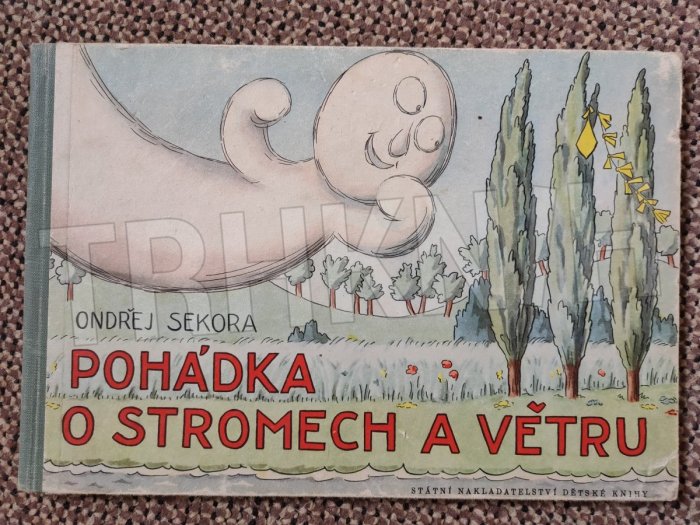 ONDŘEJ SEKORA
POHÁDKA
O STROMECH A VĚTRU
STÁTNÍ NAKLADATELSTVÍ DĚTSKÉ KNIHY